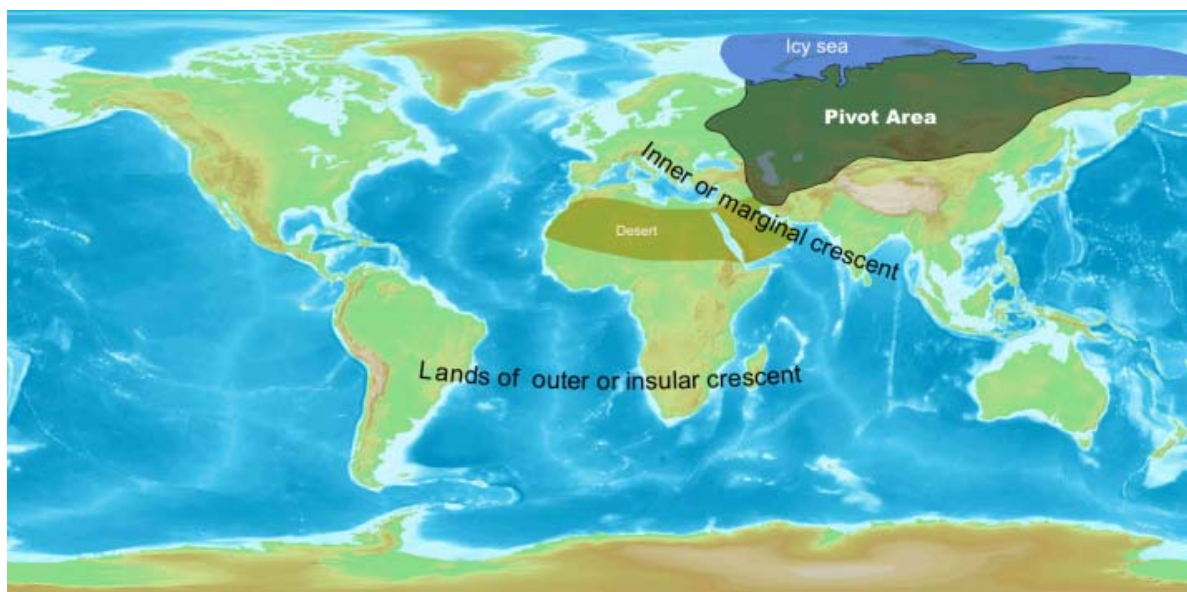 Icy sea
Pivot Area
Inner or marginal crescent
Desert
Lands of outer or insular crescent